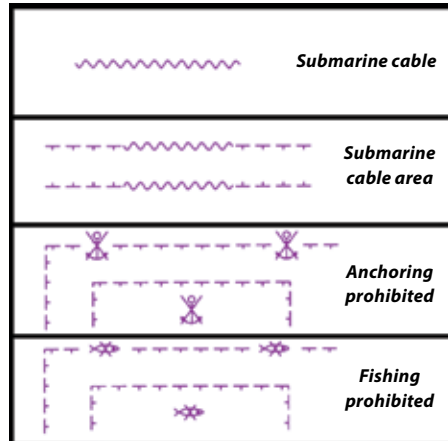 Submarine cable
Submarine
cable area
Anchoring
prohibited
Fishing
prohibited